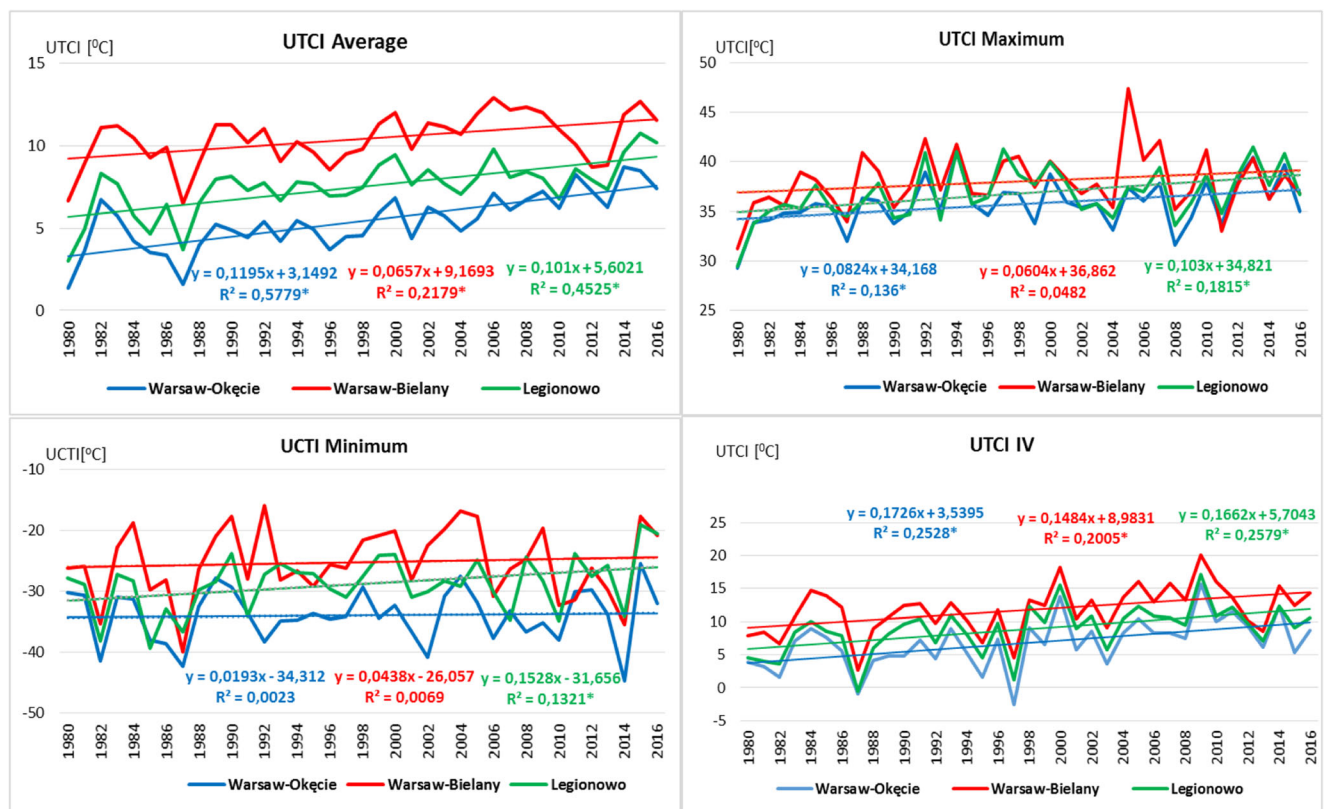 UTCI Average
UTCI [⁰C]
15
10
5
0
y = 0,1195x + 3,1492
R² = 0,5779*
y = 0,0657x + 9,1693
R² = 0,2179*
y = 0,101x + 5,6021
R² = 0,4525*
1980 1982 1984 1986 1988 1990 1992 1994 1996 1998 2000 2002 2004 2006 2008 2010 2012 2014 2016
Warsaw-Okęcie Warsaw-Bielany Legionowo
UTCI Maximum
UTCI[⁰C]
50
45
40
35
30
25
y = 0,0824x + 34,168
R² = 0,136*
y = 0,0604x + 36,862
R² = 0,0482
y = 0,103x + 34,821
R² = 0,1815*
1980 1982 1984 1986 1988 1990 1992 1994 1996 1998 2000 2002 2004 2006 2008 2010 2012 2014 2016
Warsaw-Okęcie Warsaw-Bielany Legionowo
UCTI Minimum
UCTI[⁰C]
-10
-20
-30
-40
-50
y = 0,0193x - 34,312
R² = 0,0023
y = 0,0438x - 26,057
R² = 0,0069
y = 0,1528x - 31,656
R² = 0,1321*
1980 1982 1984 1986 1988 1990 1992 1994 1996 1998 2000 2002 2004 2006 2008 2010 2012 2014 2016
Warsaw-Okęcie Warsaw-Bielany Legionowo
UTCI IV
UTCI [⁰C]
25
20
15
10
5
0
-5
y = 0,1726x + 3,5395
R² = 0,2528*
y = 0,1484x + 8,9831
R² = 0,2005*
y = 0,1662x + 5,7043
R² = 0,2579*
1980 1982 1984 1986 1988 1990 1992 1994 1996 1998 2000 2002 2004 2006 2008 2010 2012 2014 2016
Warsaw-Okęcie Warsaw-Bielany Legionowo